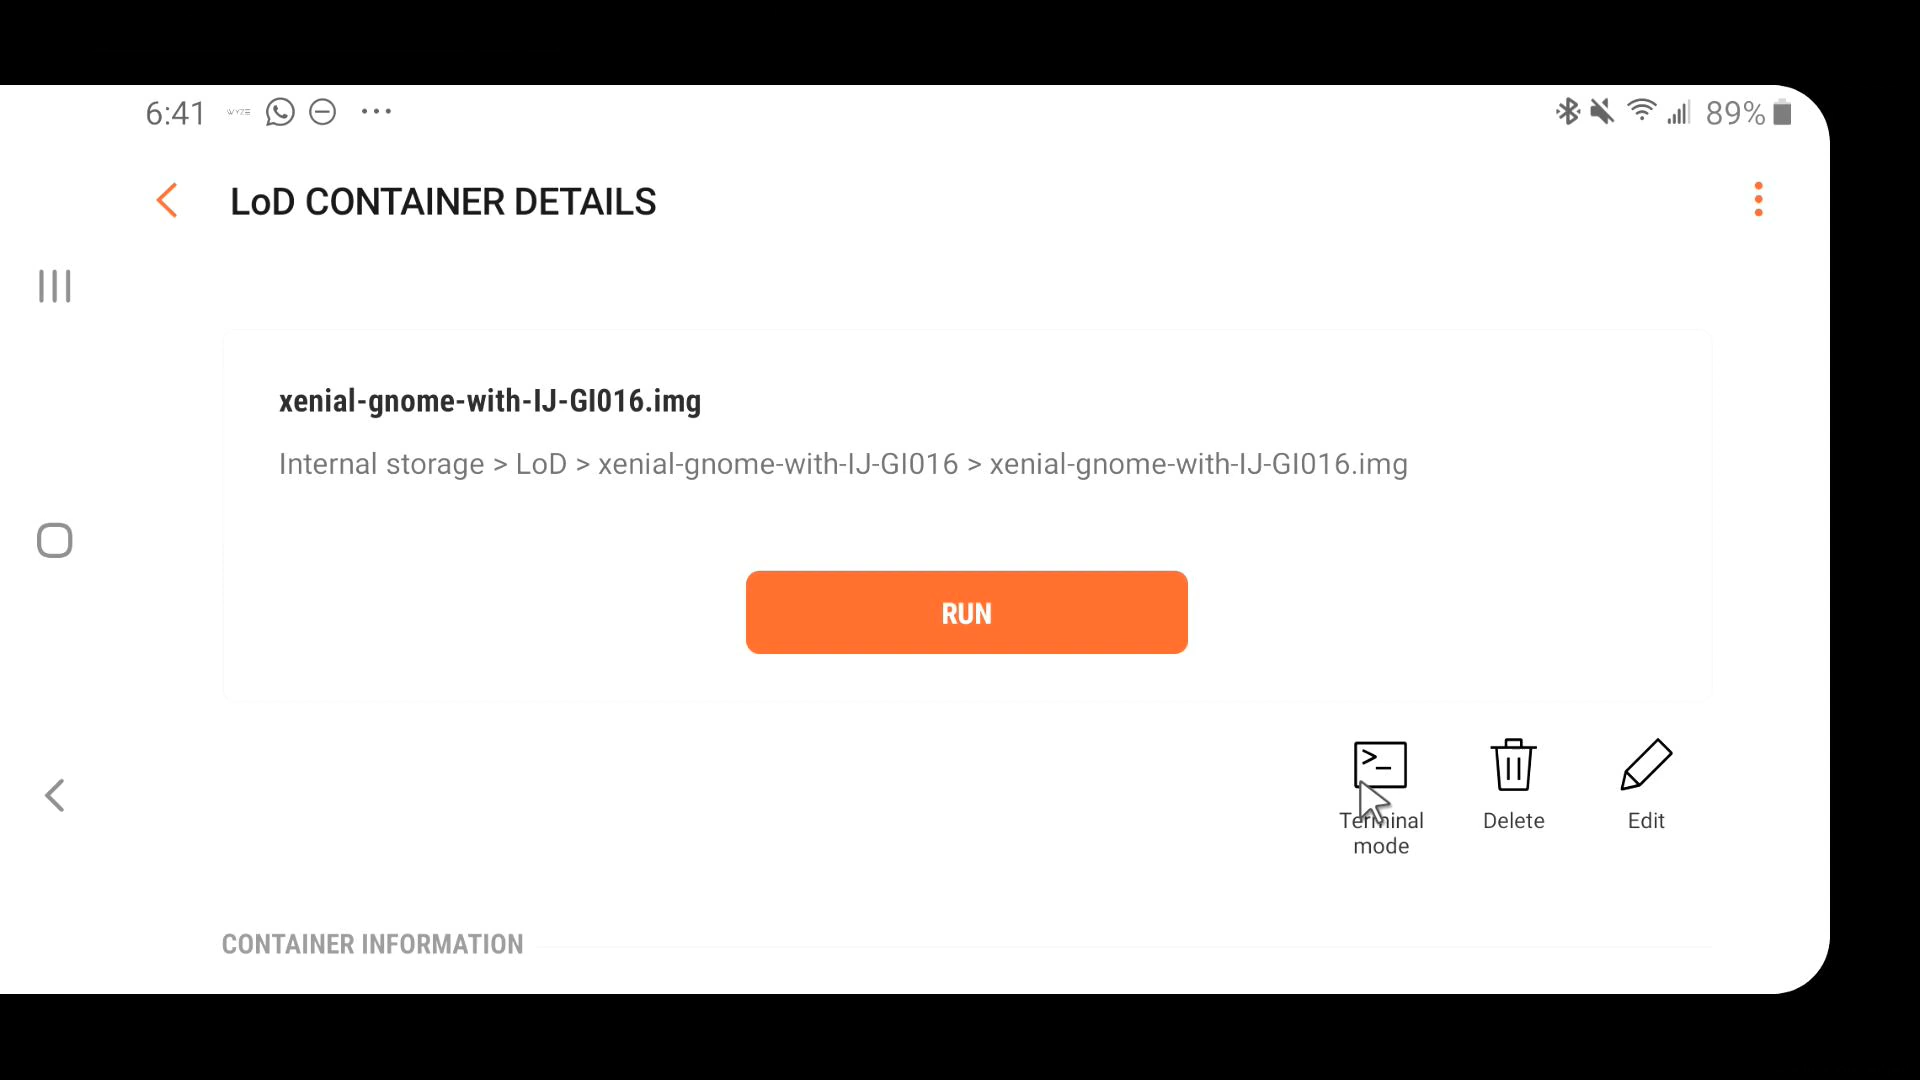 6:41 WYZE 89%
LoD CONTAINER DETAILS
xenial-gnome-with-IJ-GI016.img
Internal storage > LoD > xenial-gnome-with-IJ-GI016 > xenial-gnome-with-IJ-GI016.img
RUN
>_
Terminal
mode
Delete
Edit
CONTAINER INFORMATION